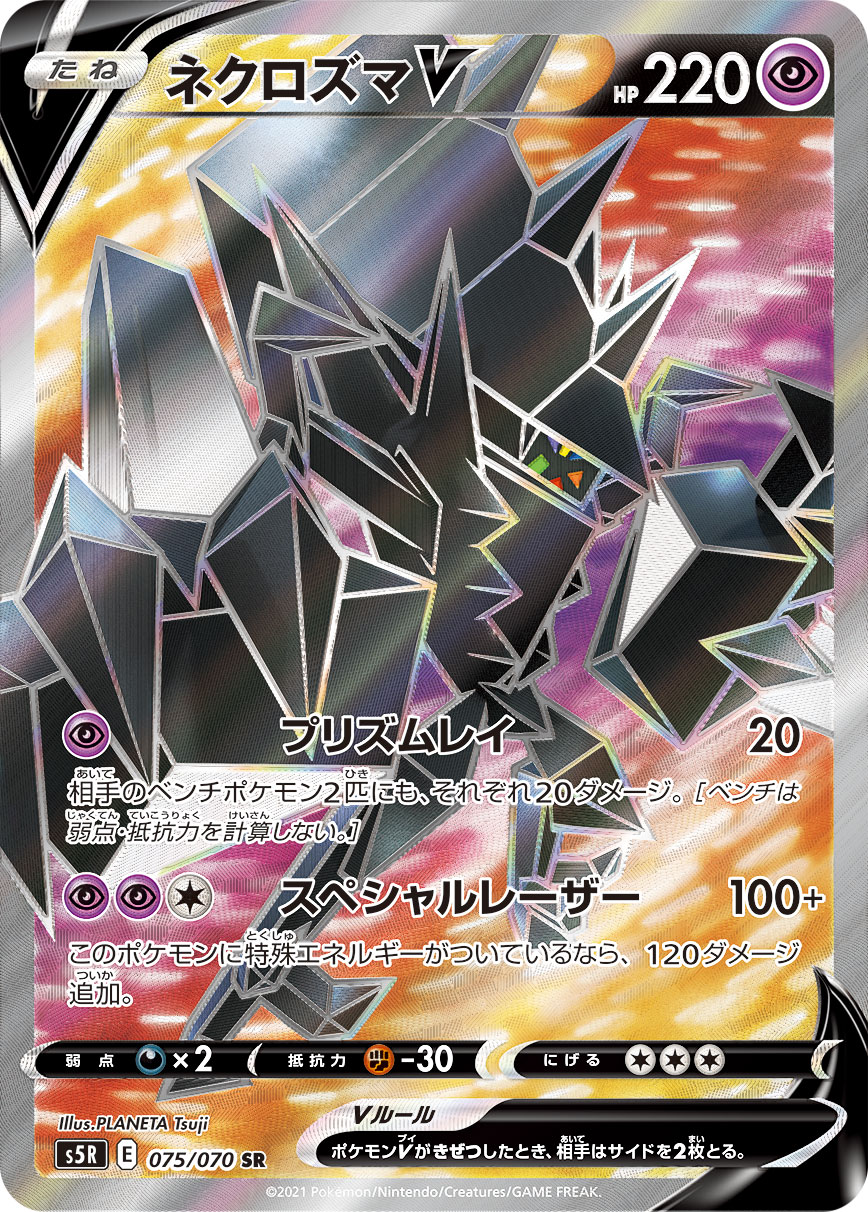 たね ネクロズマV HP 220
プリズムレイ 20
相手のベンチポケモン2匹にも、それぞれ20ダメージ。[ベンチは
弱点・抵抗力を計算しない。]
スペシャルレーザー 100+
このポケモンに特殊エネルギーがついているなら、120ダメージ
追加。
弱点 ×2 抵抗力 -30 にげる
Illus.PLANETA Tsuji
Vルール
ポケモンVがきぜつしたとき、相手はサイドを2枚とる。
s5R E 075/070 SR
©2021 Pokémon/Nintendo/Creatures/GAME FREAK.